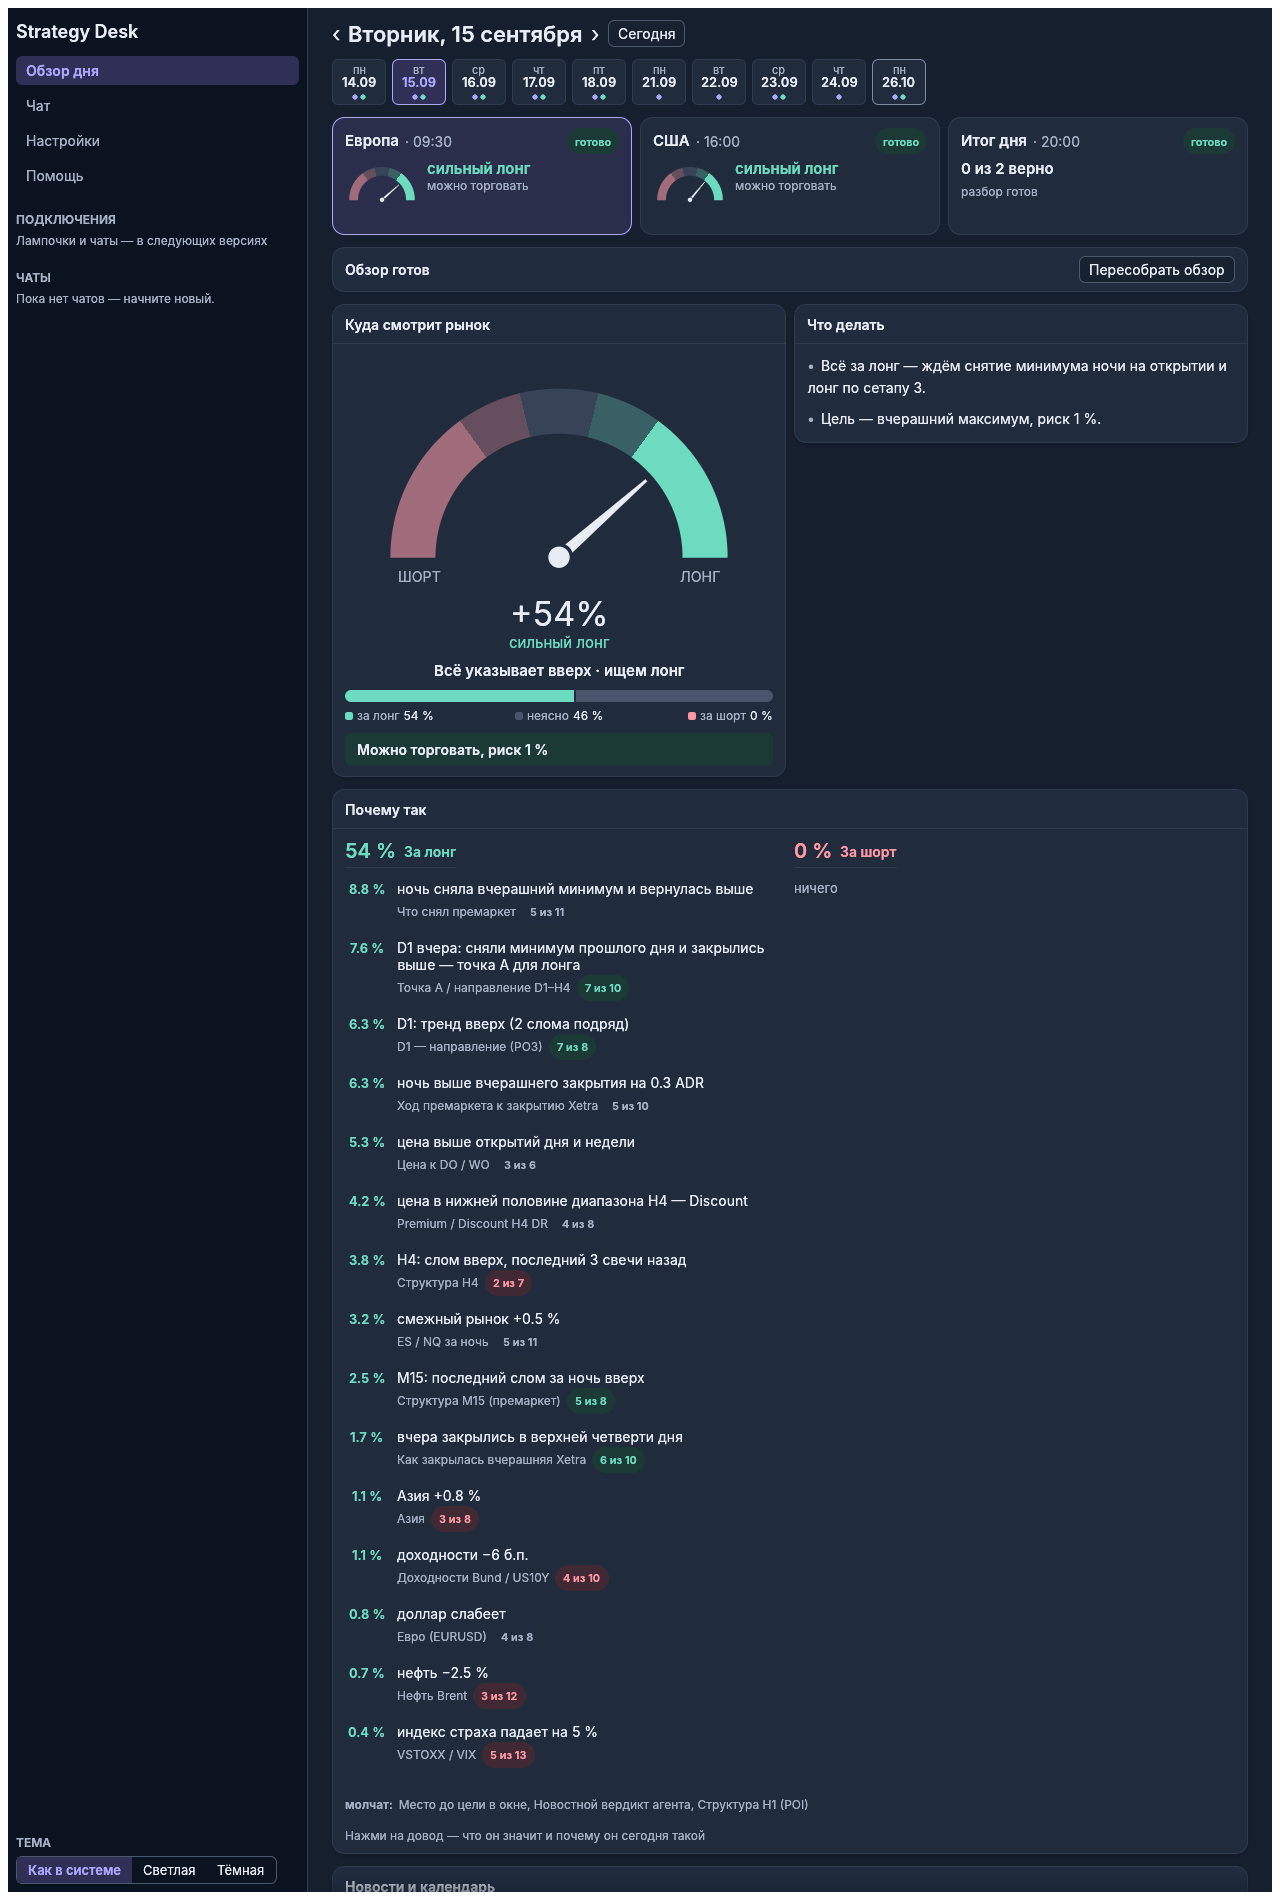 Strategy Desk
Обзор дня
Чат
Настройки
Помощь
ПОДКЛЮЧЕНИЯ
Лампочки и чаты — в следующих версиях
ЧАТЫ
Пока нет чатов — начните новый.
ТЕМА
Как в системе Светлая Тёмная
‹ Вторник, 15 сентября › Сегодня
пн вт ср чт пт пн вт ср чт пн
14.09 15.09 16.09 17.09 18.09 21.09 22.09 23.09 24.09 26.10
Европа · 09:30 готово
СИЛЬНЫЙ ЛОНГ
можно торговать
США · 16:00 готово
СИЛЬНЫЙ ЛОНГ
можно торговать
Итог дня · 20:00 готово
0 из 2 верно
разбор готов
Обзор готов Пересобрать обзор
Куда смотрит рынок
ШОРТ ЛОНГ
+54%
СИЛЬНЫЙ ЛОНГ
Всё указывает вверх · ищем лонг
за лонг 54 % неясно 46 % за шорт 0 %
Можно торговать, риск 1 %
Что делать
• Всё за лонг — ждём снятие минимума ночи на открытии и
лонг по сетапу 3.
• Цель — вчерашний максимум, риск 1 %.
Почему так
54 % За лонг
8.8 % ночь сняла вчерашний минимум и вернулась выше
Что снял премаркет 5 из 11
7.6 % D1 вчера: сняли минимум прошлого дня и закрылись
выше — точка А для лонга
Точка А / направление D1–H4 7 из 10
6.3 % D1: тренд вверх (2 слома подряд)
D1 — направление (PO3) 7 из 8
6.3 % ночь выше вчерашнего закрытия на 0.3 ADR
Ход премаркета к закрытию Xetra 5 из 10
5.3 % цена выше открытий дня и недели
Цена к DO / WO 3 из 6
4.2 % цена в нижней половине диапазона H4 — Discount
Premium / Discount H4 DR 4 из 8
3.8 % H4: слом вверх, последний 3 свечи назад
Структура H4 2 из 7
3.2 % смежный рынок +0.5 %
ES / NQ за ночь 5 из 11
2.5 % M15: последний слом за ночь вверх
Структура M15 (премаркет) 5 из 8
1.7 % вчера закрылись в верхней четверти дня
Как закрылась вчерашняя Xetra 6 из 10
1.1 % Азия +0.8 %
Азия 3 из 8
1.1 % доходности −6 б.п.
Доходности Bund / US10Y 4 из 10
0.8 % доллар слабеет
Евро (EURUSD) 4 из 8
0.7 % нефть −2.5 %
Нефть Brent 3 из 12
0.4 % индекс страха падает на 5 %
VSTOXX / VIX 5 из 13
0 % За шорт
ничего
молчат: Место до цели в окне, Новостной вердикт агента, Структура H1 (POI)
Нажми на довод — что он значит и почему он сегодня такой
Новости и календарь